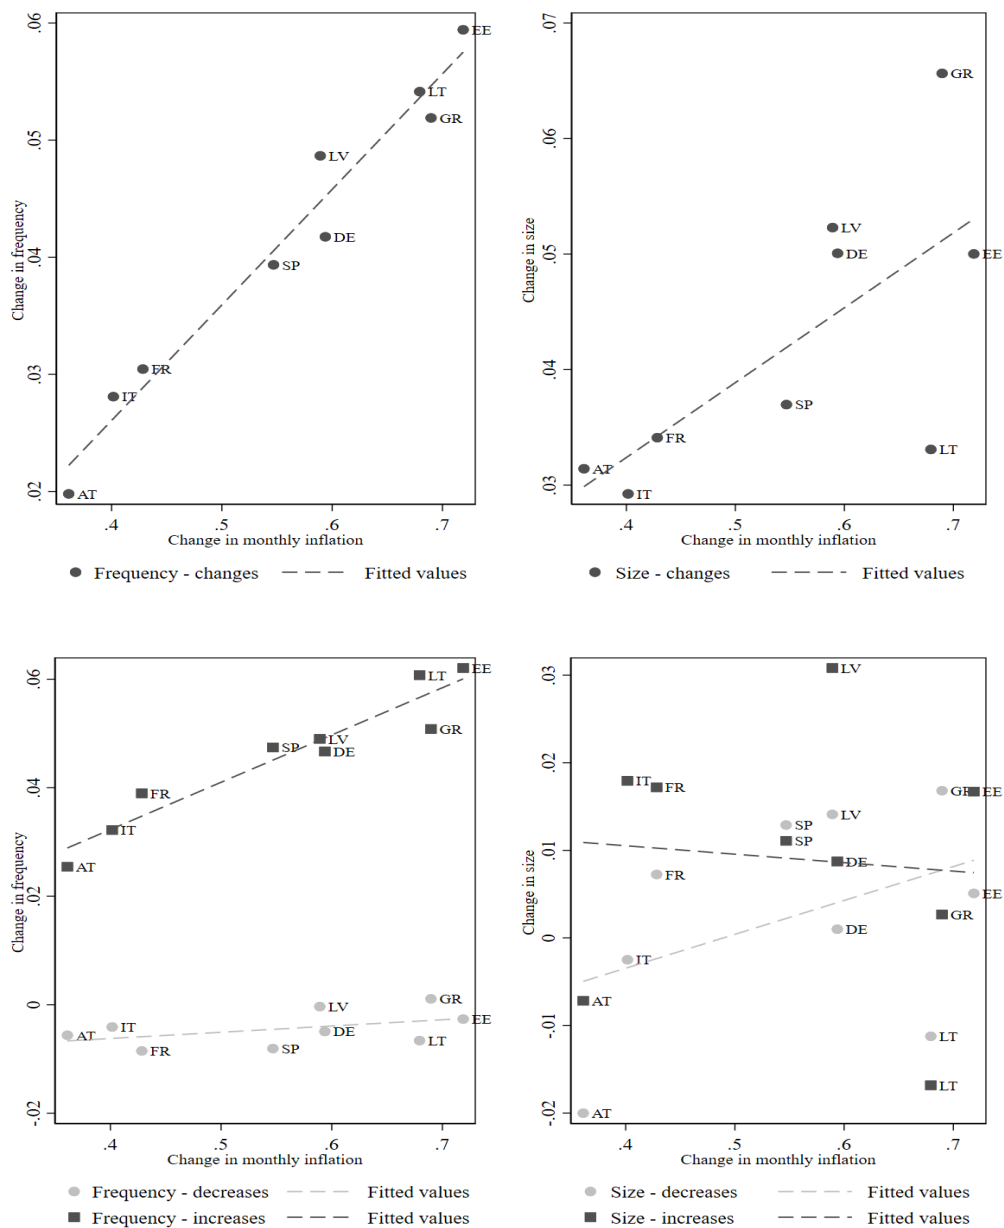 Change in frequency
.02 .03 .04 .05 .06
EE
LT
GR
LV
DE
SP
FR
IT
AT
.4 .5 .6 .7
Change in monthly inflation
Frequency - changes Fitted values
Change in size
.03 .04 .05 .06 .07
GR
LV
DE
EE
SP
FR
LT
AT
IT
.4 .5 .6 .7
Change in monthly inflation
Size - changes Fitted values
Change in frequency
-.02 0 .02 .04 .06
EE
LT
GR
LV
SP
DE
FR
IT
AT
GR
LV
EE
IT
DE
AT
LT
SP
FR
.4 .5 .6 .7
Change in monthly inflation
Frequency - decreases Fitted values
Frequency - increases Fitted values
Change in size
-.02 -.01 0 .01 .02 .03
LV
IT
FR
GR
EE
LV
SP
SP
DE
FR
EE
GR
DE
IT
AT
LT
LT
AT
.4 .5 .6 .7
Change in monthly inflation
Size - decreases Fitted values
Size - increases Fitted values